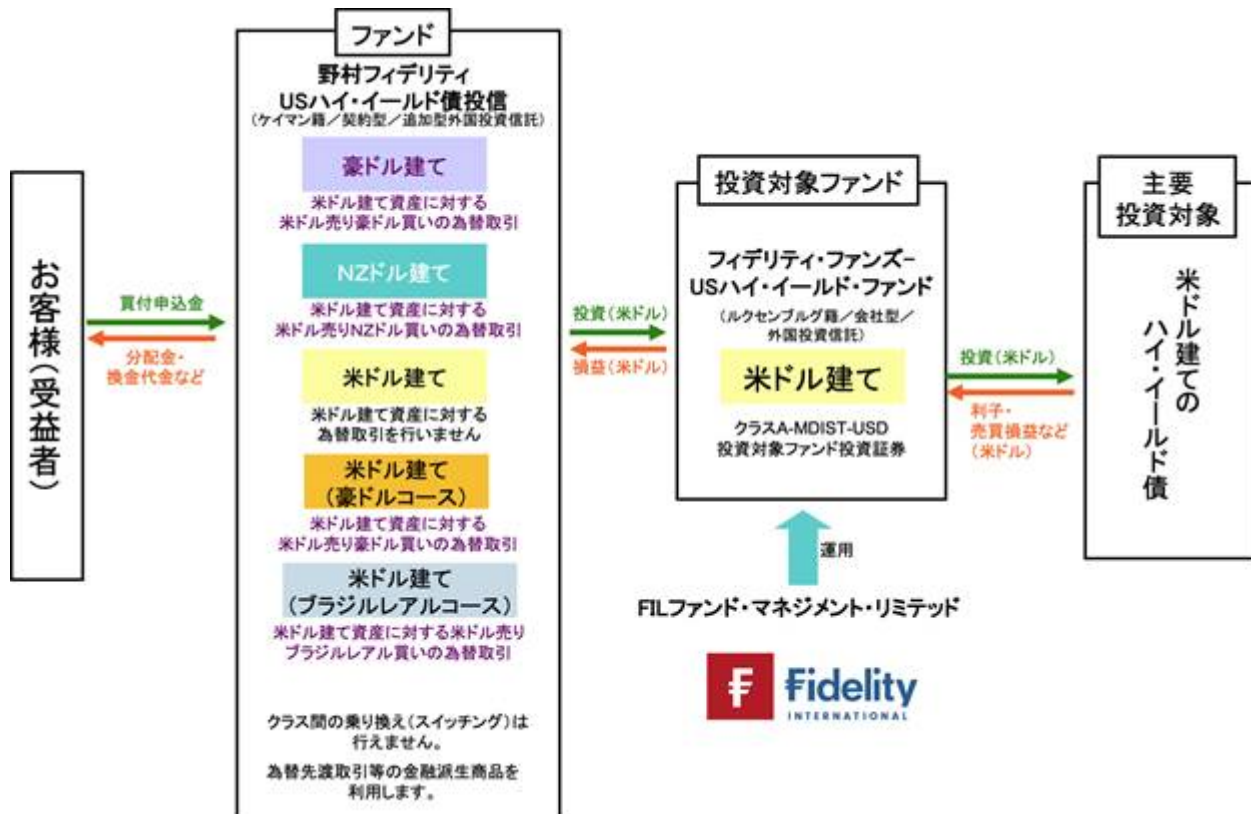 お客様(受益者)
買付申込金
分配金・
換金代金など
ファンド
野村フィデリティ
USハイ・イールド債投信
(ケイマン籍/契約型/追加型外国投資信託)
豪ドル建て
米ドル建て資産に対する
米ドル売り豪ドル買いの為替取引
NZドル建て
米ドル建て資産に対する
米ドル売りNZドル買いの為替取引
米ドル建て
米ドル建て資産に対する
為替取引を行いません
米ドル建て
(豪ドルコース)
米ドル建て資産に対する
米ドル売り豪ドル買いの為替取引
米ドル建て
(ブラジルレアルコース)
米ドル建て資産に対する米ドル売り
ブラジルレアル買いの為替取引
クラス間の乗り換え(スイッチング)は
行えません。
為替先渡取引等の金融派生商品を
利用します。
投資(米ドル)
損益(米ドル)
投資対象ファンド
フィデリティ・ファンズ-
USハイ・イールド・ファンド
(ルクセンブルグ籍/会社型/
外国投資信託)
米ドル建て
クラスA-MDIST-USD
投資対象ファンド投資証券
運用
FILファンド・マネジメント・リミテッド
Fidelity
INTERNATIONAL
投資(米ドル)
利子・
売買損益など
(米ドル)
主要
投資対象
米ドル建ての
ハイ・イールド債